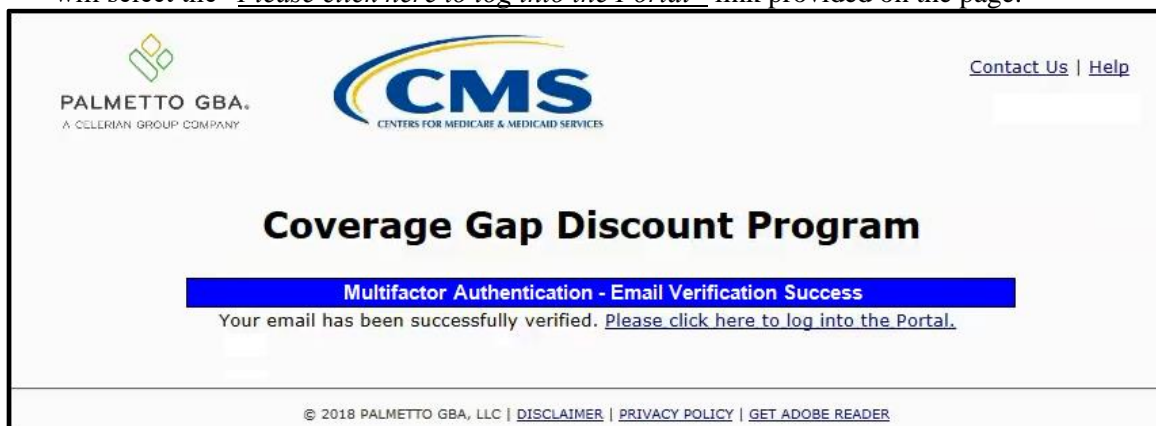 will select the "Please click here to log into the Portal" link provided on the page.
PALMETTO GBA.
A CELERIAN GROUP COMPANY
CMS
CENTERS FOR MEDICARE & MEDICAID SERVICES
Contact Us | Help
Coverage Gap Discount Program
Multifactor Authentication - Email Verification Success
Your email has been successfully verified. Please click here to log into the Portal.
© 2018 PALMETTO GBA, LLC | DISCLAIMER | PRIVACY POLICY | GET ADOBE READER